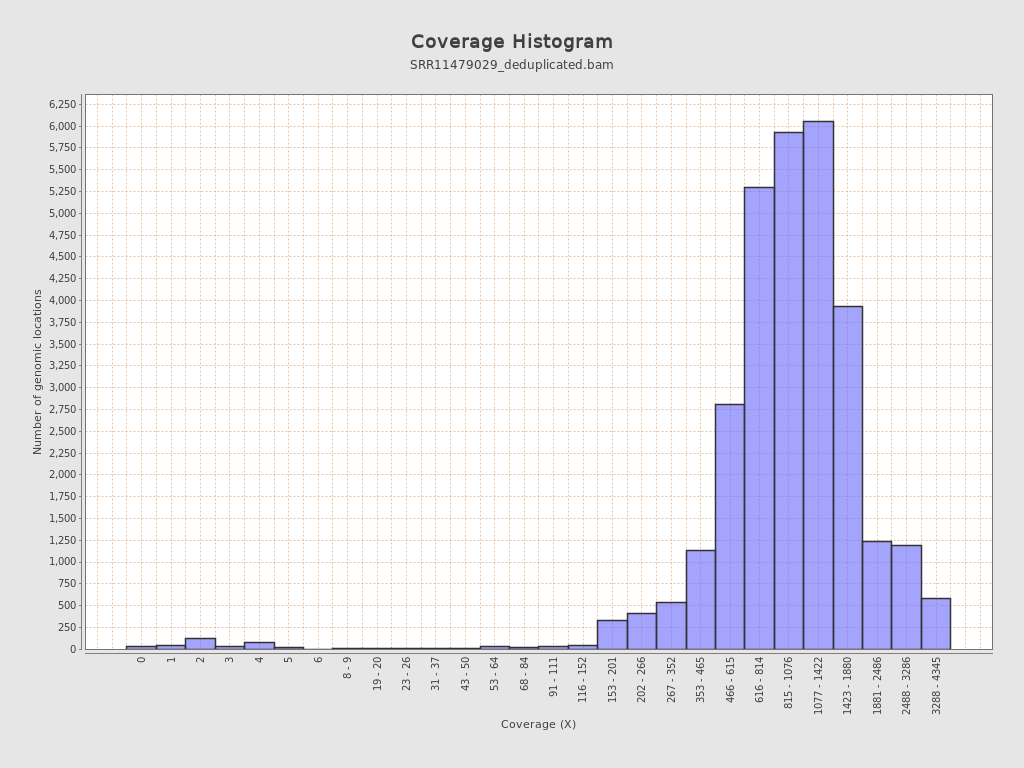 Coverage Histogram
SRR11479029_deduplicated.bam
Number of genomic locations
6,250
6,000
5,750
5,500
5,250
5,000
4,750
4,500
4,250
4,000
3,750
3,500
3,250
3,000
2,750
2,500
2,250
2,000
1,750
1,500
1,250
1,000
750
500
250
0
0
1
2
3
4
5
6
8 - 9
19 - 20
23 - 26
31 - 37
43 - 50
53 - 64
68 - 84
91 - 111
116 - 152
153 - 201
202 - 266
267 - 352
353 - 465
466 - 615
616 - 814
815 - 1076
1077 - 1422
1423 - 1880
1881 - 2486
2488 - 3286
3288 - 4345
Coverage (X)